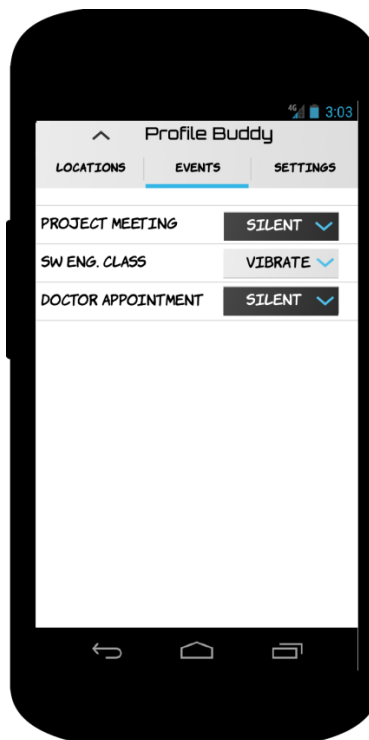 4G 3:03
Profile Buddy
LOCATIONS EVENTS SETTINGS
PROJECT MEETING SILENT
SW ENG. CLASS VIBRATE
DOCTOR APPOINTMENT SILENT